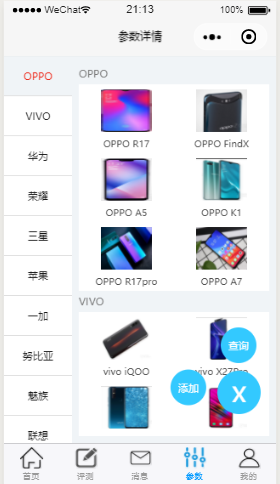 WeChat 21:13 100%
参数详情
OPPO
VIVO
华为
荣耀
三星
苹果
一加
努比亚
魅族
联想
OPPO
OPPO R17 OPPO FindX
OPPO A5 OPPO K1
OPPO R17pro OPPO A7
VIVO
vivo iQOO vivo X27Pro
查询
添加
X
首页 评测 消息 参数 我的